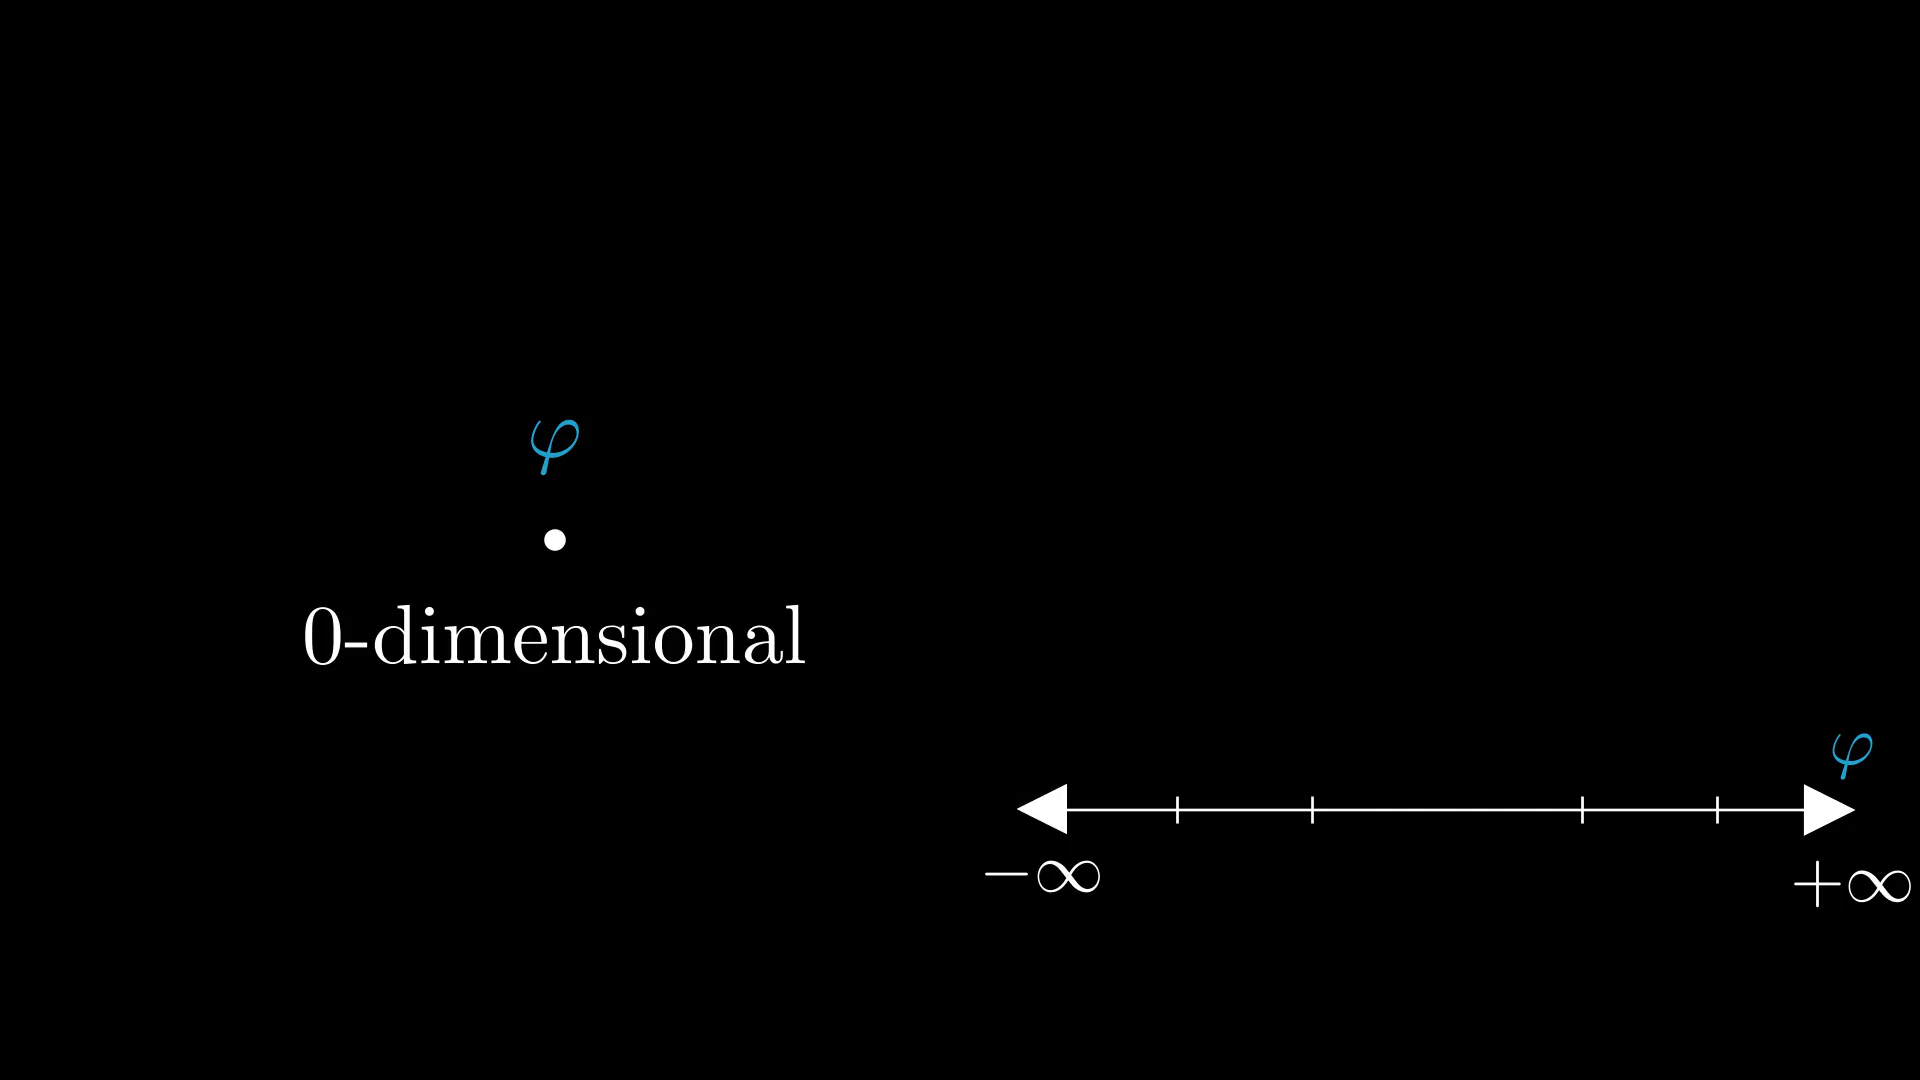 φ
0-dimensional
φ
−∞
+∞